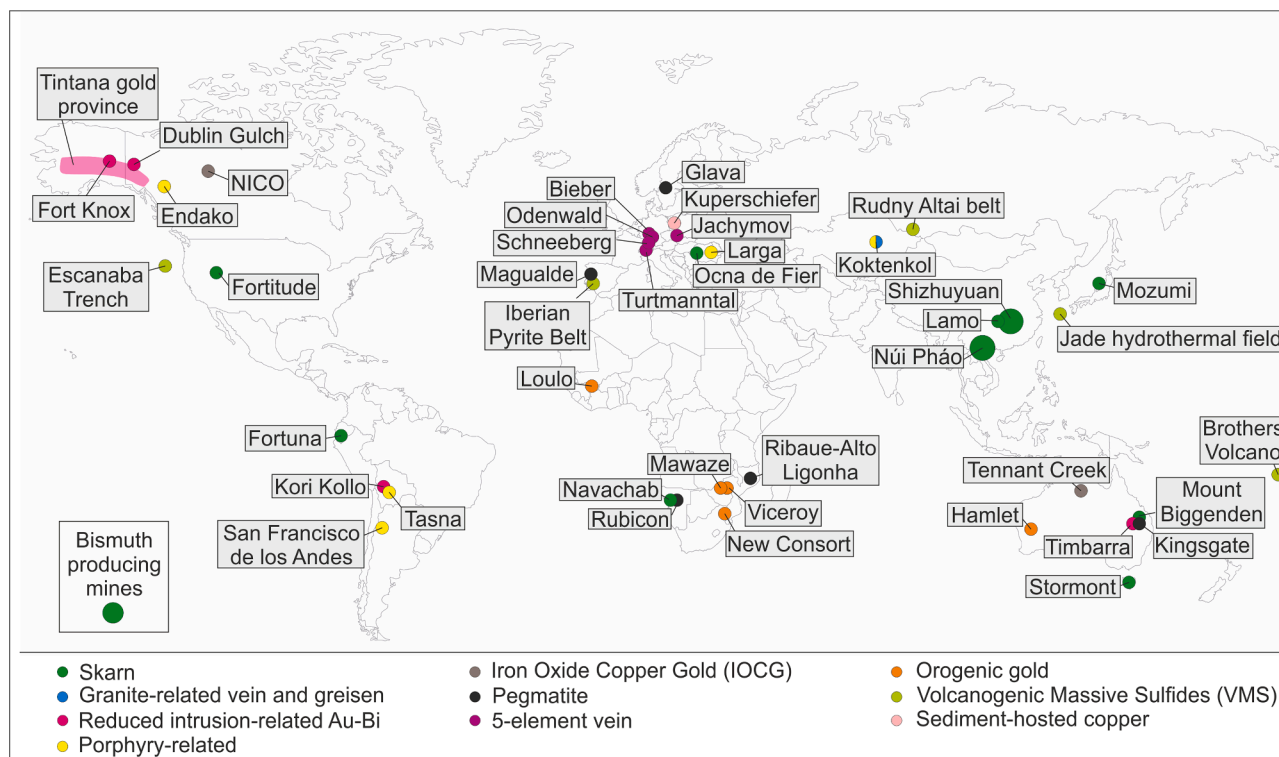 Tintana gold
province
Dublin Gulch
NICO
Fort Knox
Endako
Escanaba
Trench
Fortitude
Glava
Bieber
Kuperschiefer
Odenwald
Jachymov
Schneeberg
Larga
Magualde
Ocna de Fier
Turtmanntal
Iberian
Pyrite Belt
Rudny Altai belt
Koktenkol
Shizhuyuan
Mozumi
Lamo
Jade hydrothermal field
Núi Pháo
Loulo
Fortuna
Kori Kollo
Tasna
San Francisco
de los Andes
Mawaze
Ribaue-Alto
Ligonha
Navachab
Rubicon
Viceroy
New Consort
Brothers
Volcano
Tennant Creek
Mount
Biggenden
Hamlet
Timbarra
Kingsgate
Stormont
Bismuth
producing
mines
Skarn
Granite-related vein and greisen
Reduced intrusion-related Au-Bi
Porphyry-related
Iron Oxide Copper Gold (IOCG)
Pegmatite
5-element vein
Orogenic gold
Volcanogenic Massive Sulfides (VMS)
Sediment-hosted copper